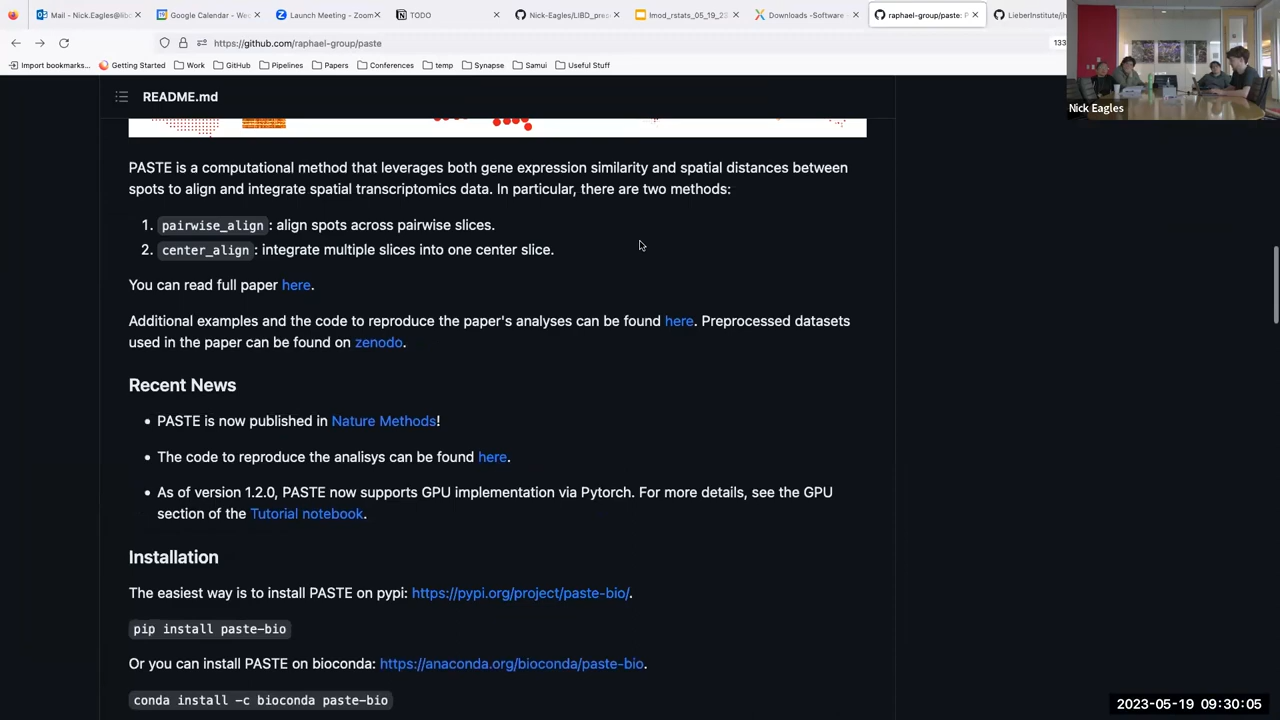 Mail - Nick.Eagles@libd
Google Calendar - Wed
Launch Meeting - Zoom
TODO
Nick-Eagles/LIBD_pres
lmod_rstats_05_19_23
Downloads - Software
raphael-group/paste: P
LieberInstitute/jh
https://github.com/raphael-group/paste
133
Import bookmarks...
Getting Started
Work
GitHub
Pipelines
Papers
Conferences
temp
Synapse
Samui
Useful Stuff
Nick Eagles
README.md
PASTE is a computational method that leverages both gene expression similarity and spatial distances between
spots to align and integrate spatial transcriptomics data. In particular, there are two methods:
1. pairwise_align: align spots across pairwise slices.
2. center_align: integrate multiple slices into one center slice.
You can read full paper here.
Additional examples and the code to reproduce the paper's analyses can be found here. Preprocessed datasets
used in the paper can be found on zenodo.
Recent News
• PASTE is now published in Nature Methods!
• The code to reproduce the analisys can be found here.
• As of version 1.2.0, PASTE now supports GPU implementation via Pytorch. For more details, see the GPU
section of the Tutorial notebook.
Installation
The easiest way is to install PASTE on pypi: https://pypi.org/project/paste-bio/.
pip install paste-bio
Or you can install PASTE on bioconda: https://anaconda.org/bioconda/paste-bio.
conda install -c bioconda paste-bio
2023-05-19 09:30:05